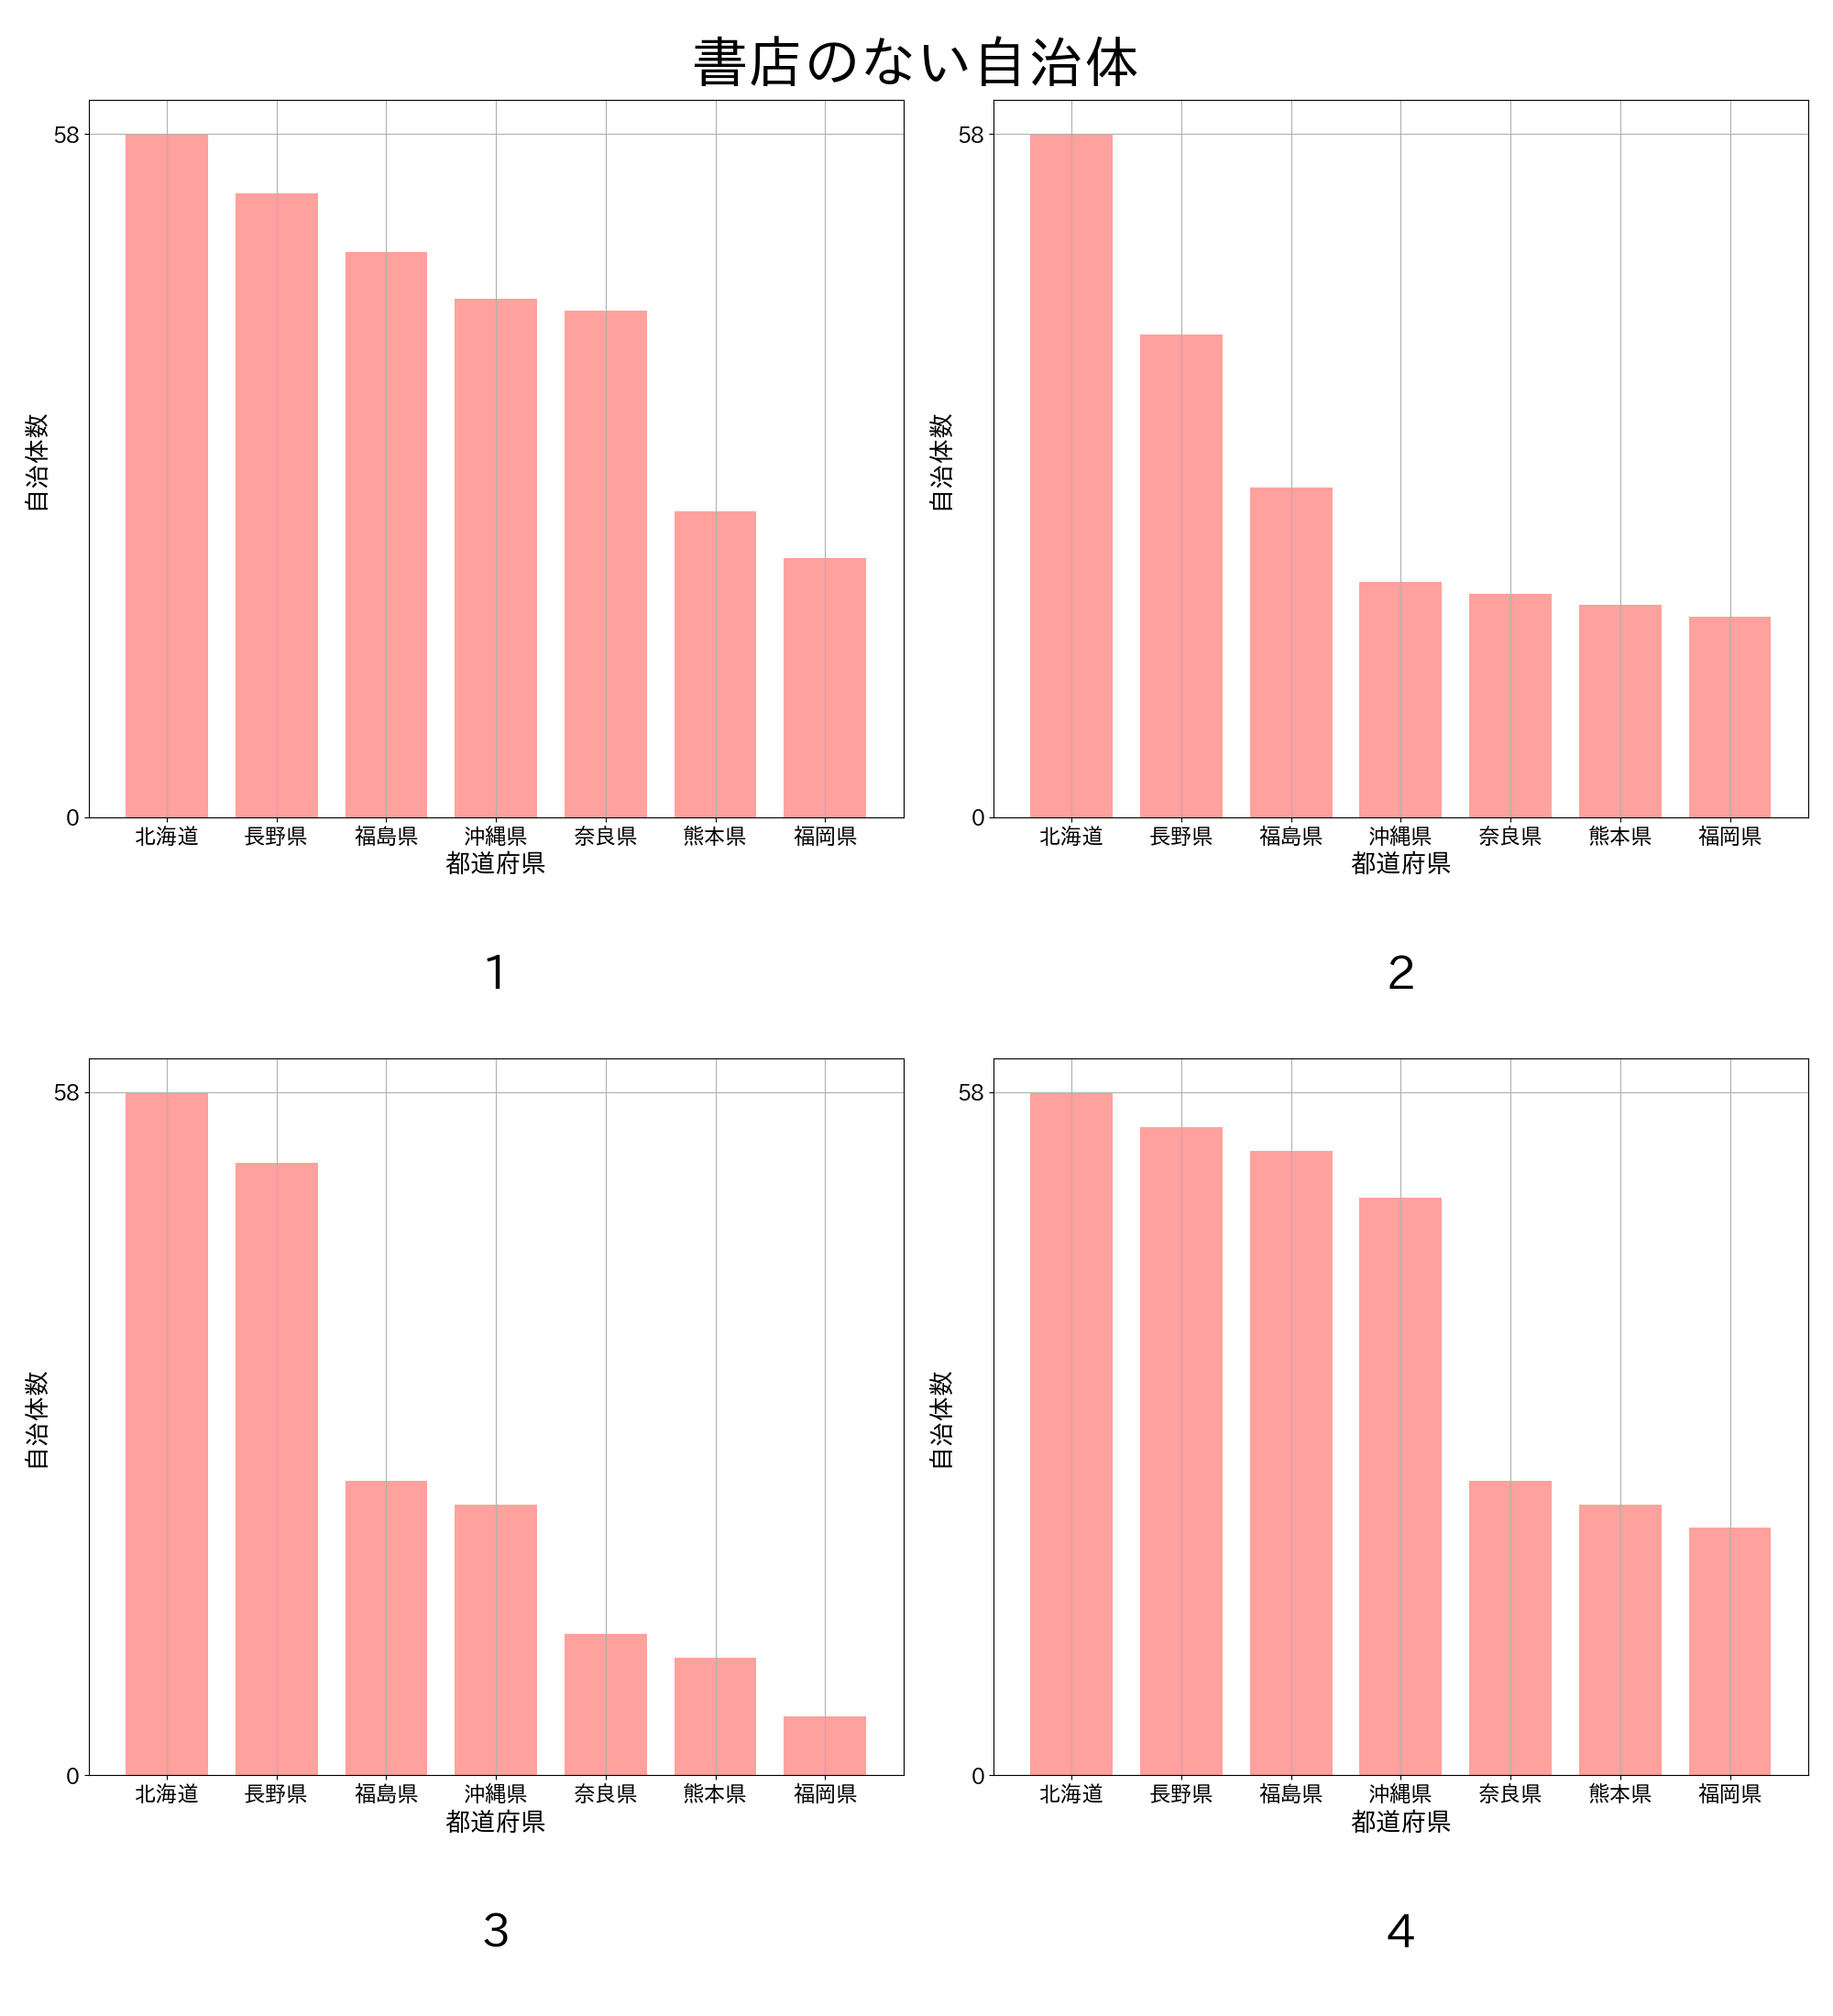 書店のない自治体
58
0
自治体数
北海道 長野県 福島県 沖縄県 奈良県 熊本県 福岡県
都道府県
1
58
0
自治体数
北海道 長野県 福島県 沖縄県 奈良県 熊本県 福岡県
都道府県
2
58
0
自治体数
北海道 長野県 福島県 沖縄県 奈良県 熊本県 福岡県
都道府県
3
58
0
自治体数
北海道 長野県 福島県 沖縄県 奈良県 熊本県 福岡県
都道府県
4